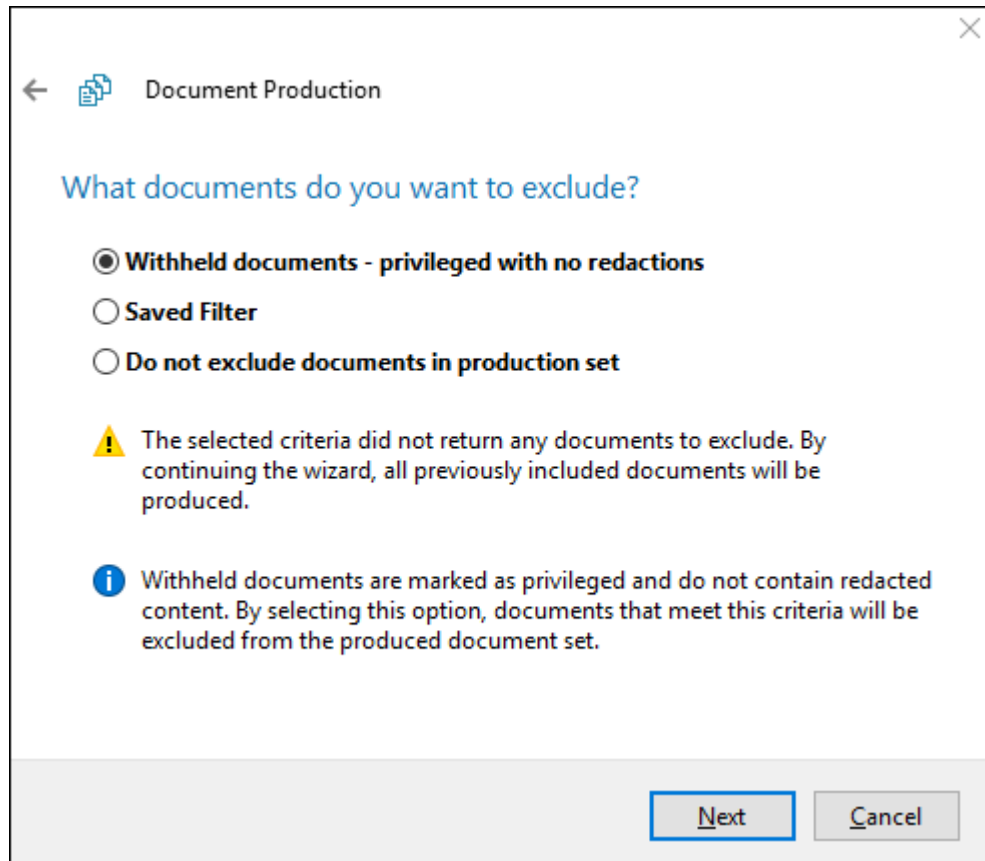 Document Production
What documents do you want to exclude?
Withheld documents - privileged with no redactions
Saved Filter
Do not exclude documents in production set
The selected criteria did not return any documents to exclude. By
continuing the wizard, all previously included documents will be
produced.
Withheld documents are marked as privileged and do not contain redacted
content. By selecting this option, documents that meet this criteria will be
excluded from the produced document set.
Next Cancel